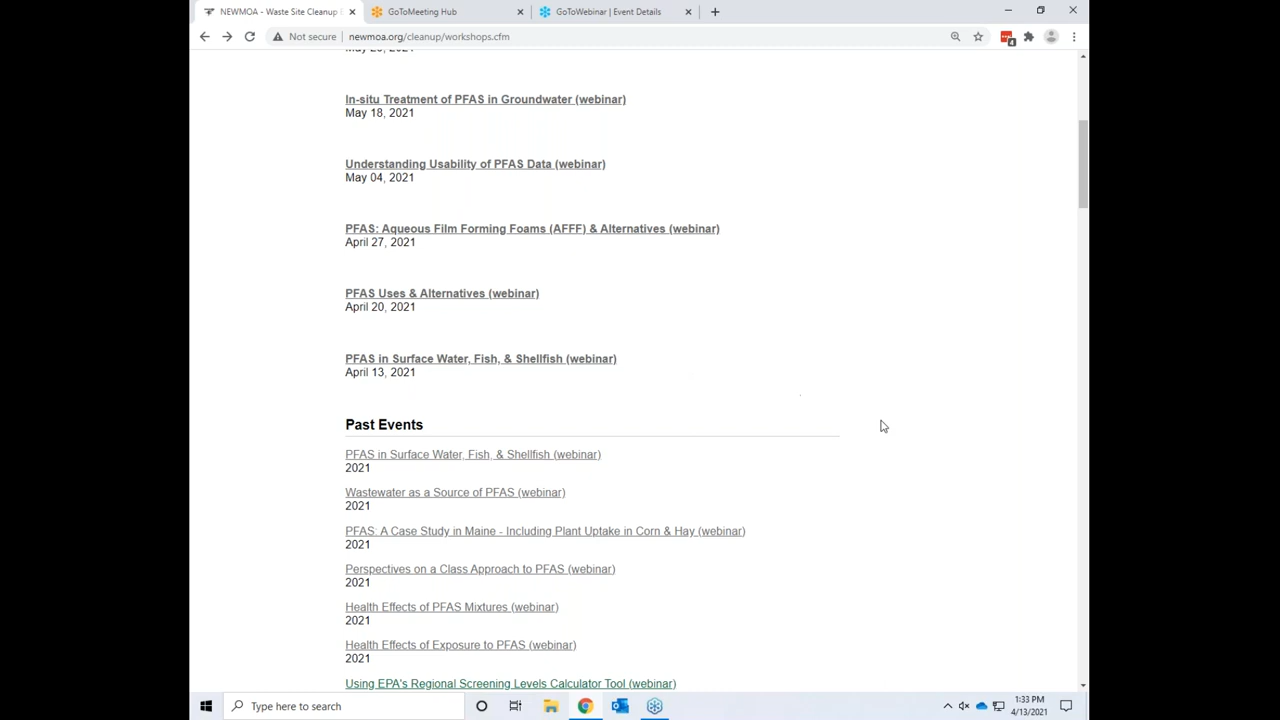 NEWMOA - Waste Site Cleanup
GoToMeeting Hub
GoToWebinar | Event Details
Not secure
newmoa.org/cleanup/workshops.cfm
4
In-situ Treatment of PFAS in Groundwater (webinar)
May 18, 2021
Understanding Usability of PFAS Data (webinar)
May 04, 2021
PFAS: Aqueous Film Forming Foams (AFFF) & Alternatives (webinar)
April 27, 2021
PFAS Uses & Alternatives (webinar)
April 20, 2021
PFAS in Surface Water, Fish, & Shellfish (webinar)
April 13, 2021
Past Events
PFAS in Surface Water, Fish, & Shellfish (webinar)
2021
Wastewater as a Source of PFAS (webinar)
2021
PFAS: A Case Study in Maine - Including Plant Uptake in Corn & Hay (webinar)
2021
Perspectives on a Class Approach to PFAS (webinar)
2021
Health Effects of PFAS Mixtures (webinar)
2021
Health Effects of Exposure to PFAS (webinar)
2021
Using EPA's Regional Screening Levels Calculator Tool (webinar)
Type here to search
1:33 PM
4/13/2021